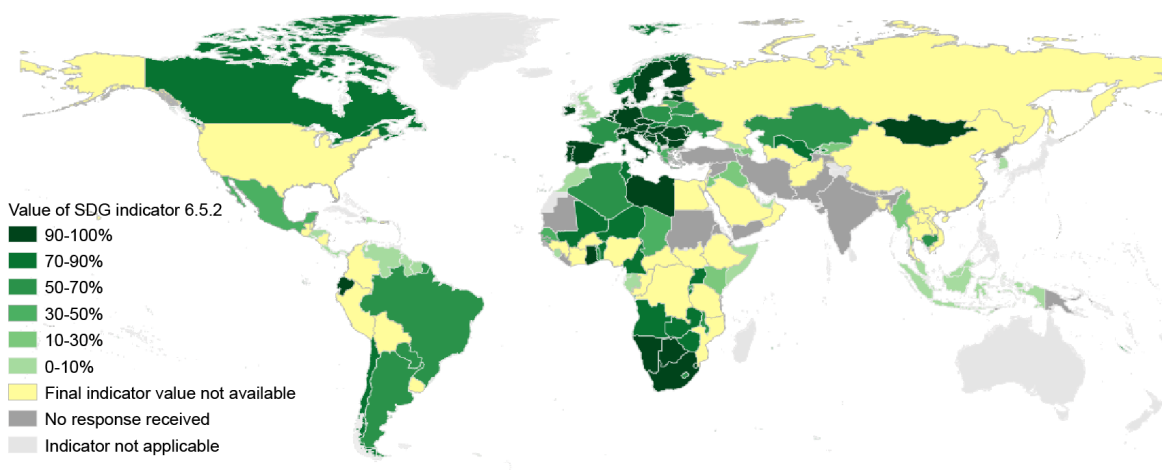 Value of SDG indicator 6.5.2
90-100%
70-90%
50-70%
30-50%
10-30%
0-10%
Final indicator value not available
No response received
Indicator not applicable